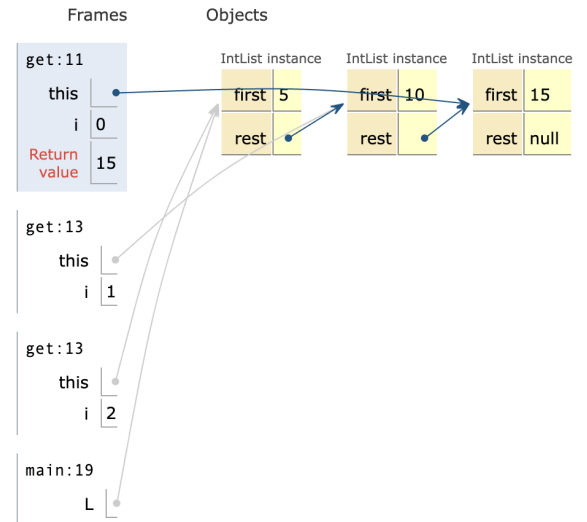 Frames Objects
get:11
this
i 0
Return
value 15
IntList instance
first 5
rest
IntList instance
first 10
rest
IntList instance
first 15
rest null
get:13
this
i 1
get:13
this
i 2
main:19
L